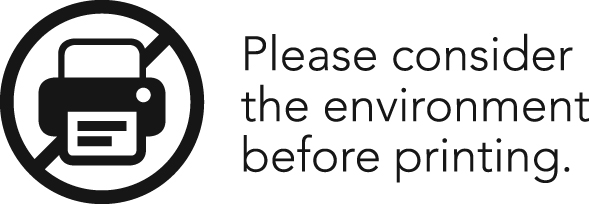 Please consider
the environment
before printing.